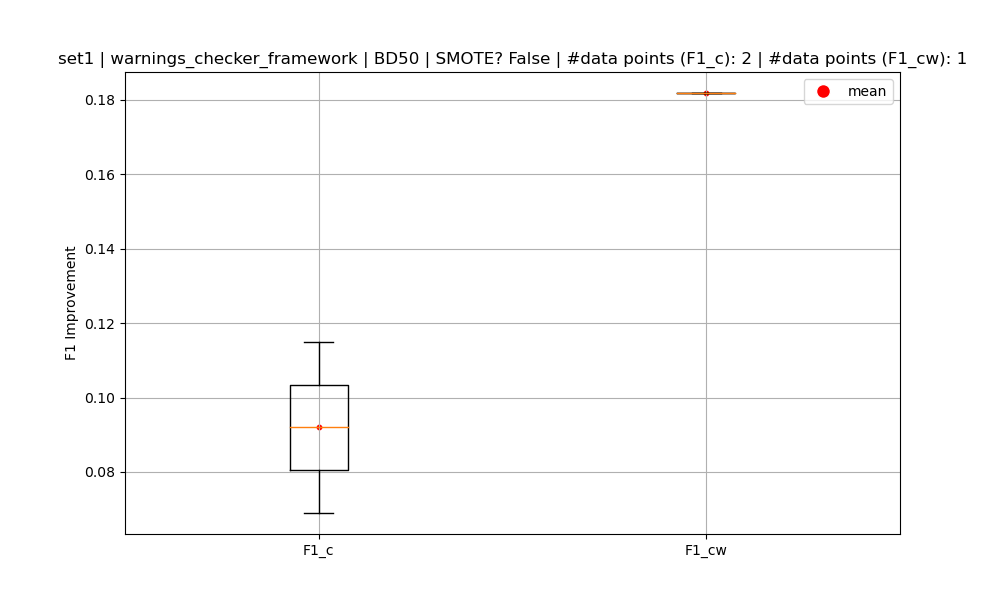 set1 | warnings_checker_framework | BD50 | SMOTE? False | #data points (F1_c): 2 | #data points (F1_cw): 1
mean
0.18
0.16
0.14
0.12
0.10
0.08
F1 Improvement
F1_c
F1_cw